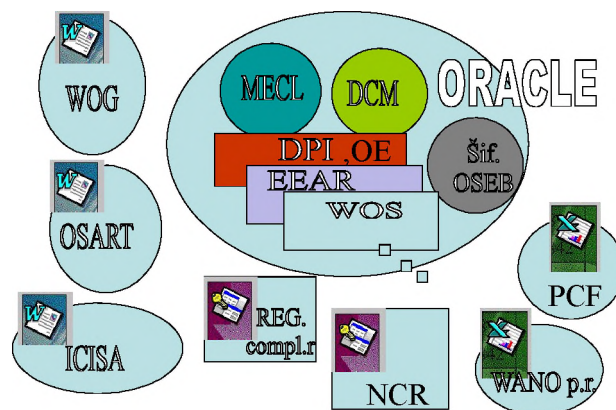 WOG
MECL
DCM
ORACLE
DPI ,OE
EEAR
WOS
Šif.
OSEB
OSART
ICISA
REG.
compl.r
NCR
PCF
WANO p.r.